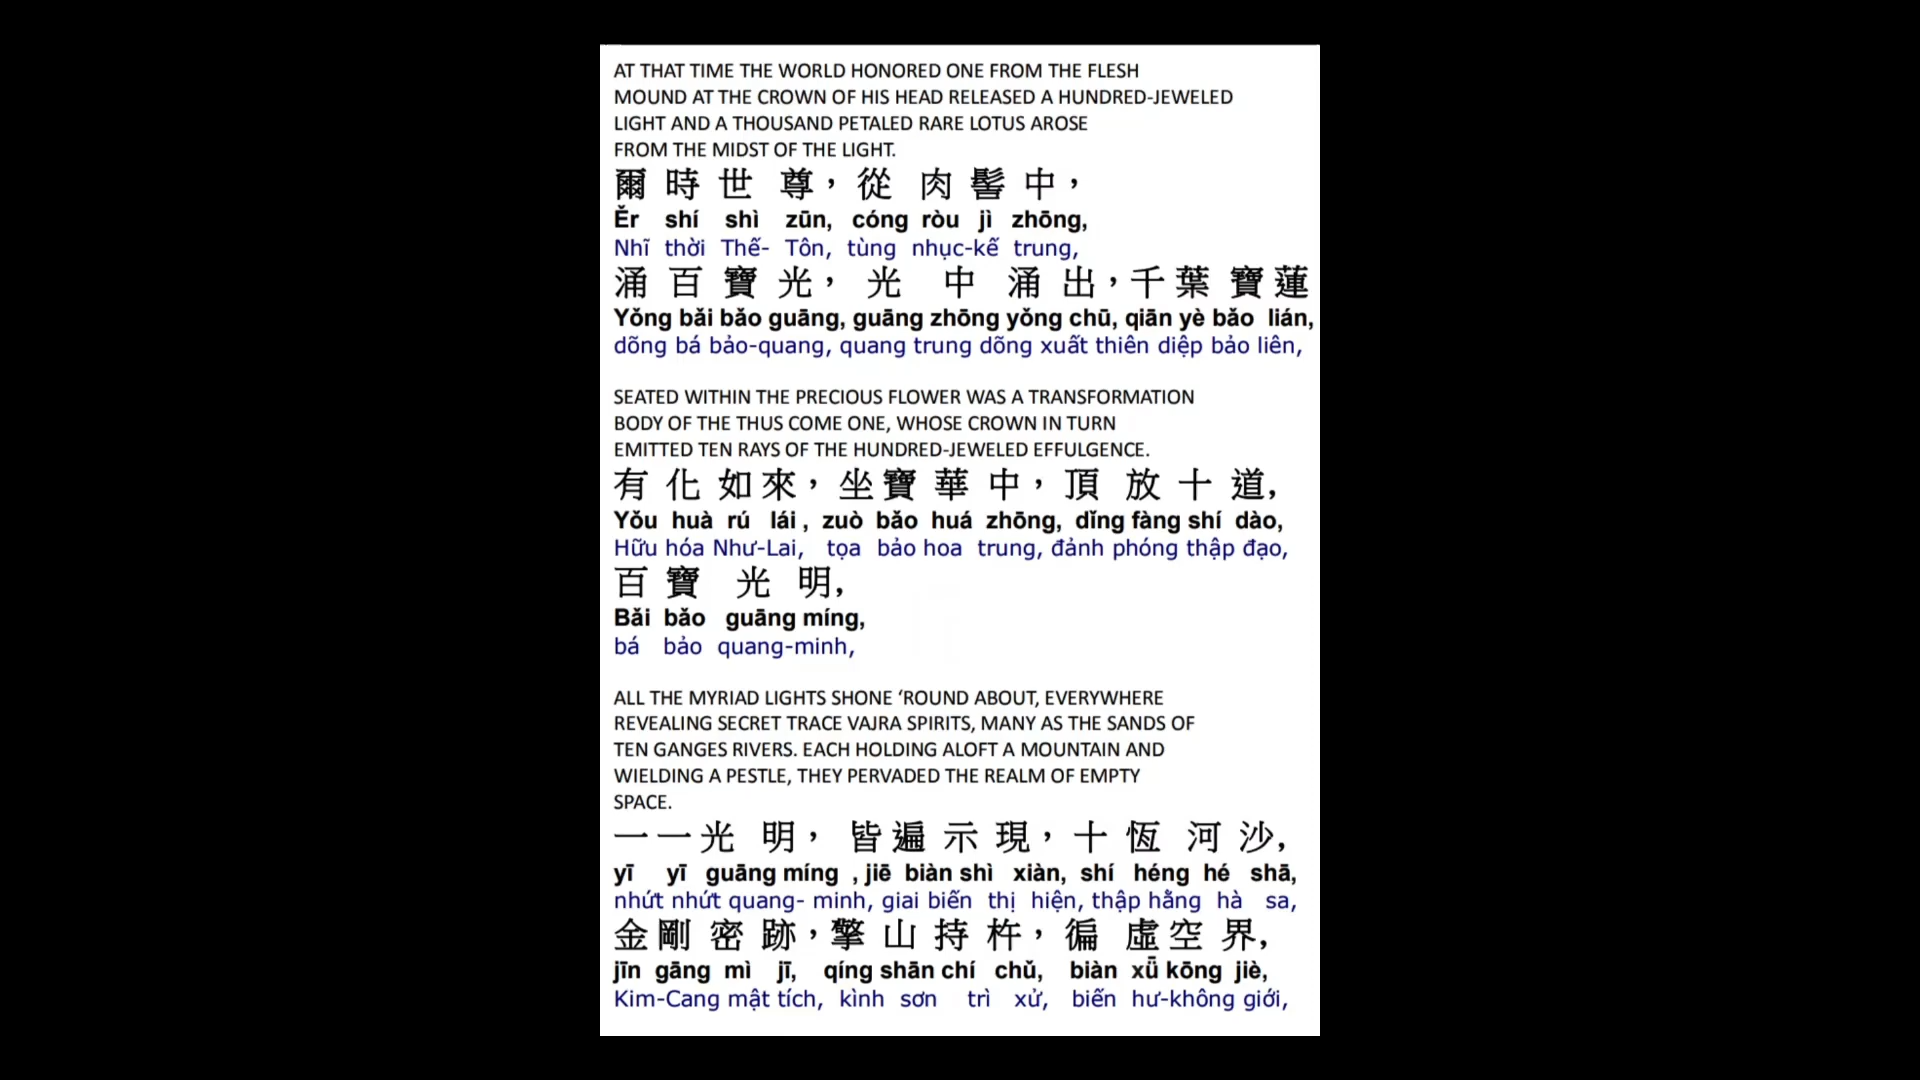 AT THAT TIME THE WORLD HONORED ONE FROM THE FLESH
MOUND AT THE CROWN OF HIS HEAD RELEASED A HUNDRED-JEWELED
LIGHT AND A THOUSAND PETALED RARE LOTUS AROSE
FROM THE MIDST OF THE LIGHT.
爾時世尊，從肉髻中，
Ěr shí shì zūn, cóng ròu jì zhōng,
Nhĩ thời Thế- Tôn, tùng nhục-kế trung,
涌百寶光，光中涌出，千葉寶蓮
Yǒng bǎi bǎo guāng, guāng zhōng yǒng chū, qiān yè bǎo lián,
dõng bá bảo-quang, quang trung dõng xuất thiên diệp bảo liên,
SEATED WITHIN THE PRECIOUS FLOWER WAS A TRANSFORMATION
BODY OF THE THUS COME ONE, WHOSE CROWN IN TURN
EMITTED TEN RAYS OF THE HUNDRED-JEWELED EFFULGENCE.
有化如來，坐寶華中，頂放十道,
Yǒu huà rú lái , zuò bǎo huá zhōng, dǐng fàng shí dào,
Hữu hóa Như-Lai, tọa bảo hoa trung, đảnh phóng thập đạo,
百寶光明,
Bǎi bǎo guāng míng,
bá bảo quang-minh,
ALL THE MYRIAD LIGHTS SHONE ‘ROUND ABOUT, EVERYWHERE
REVEALING SECRET TRACE VAJRA SPIRITS, MANY AS THE SANDS OF
TEN GANGES RIVERS. EACH HOLDING ALOFT A MOUNTAIN AND
WIELDING A PESTLE, THEY PERVADED THE REALM OF EMPTY
SPACE.
一一光明，皆遍示現，十恆河沙,
yī yī guāng míng , jiē biàn shì xiàn, shí héng hé shā,
nhứt nhứt quang- minh, giai biến thị hiện, thập hằng hà sa,
金剛密跡，擎山持杵，徧虛空界,
jīn gāng mì jī, qíng shān chí chǔ, biàn xǖ kōng jiè,
Kim-Cang mật tích, kình sơn trì xử, biến hư-không giới,